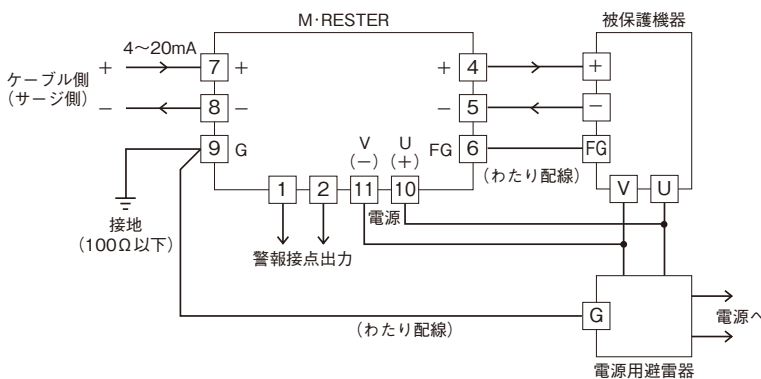 M·RESTER
被保護機器
ケーブル側
(サージ側)
+ 4〜20mA 7 + + 4 +
− 8 − − 5 −
9 G FG 6 FG
V
(−)
U
(+)
(わたり配線)
1 2 11 10 V U
電源
接地
(100Ω以下)
警報接点出力
(わたり配線)
G
電源へ
電源用避雷器